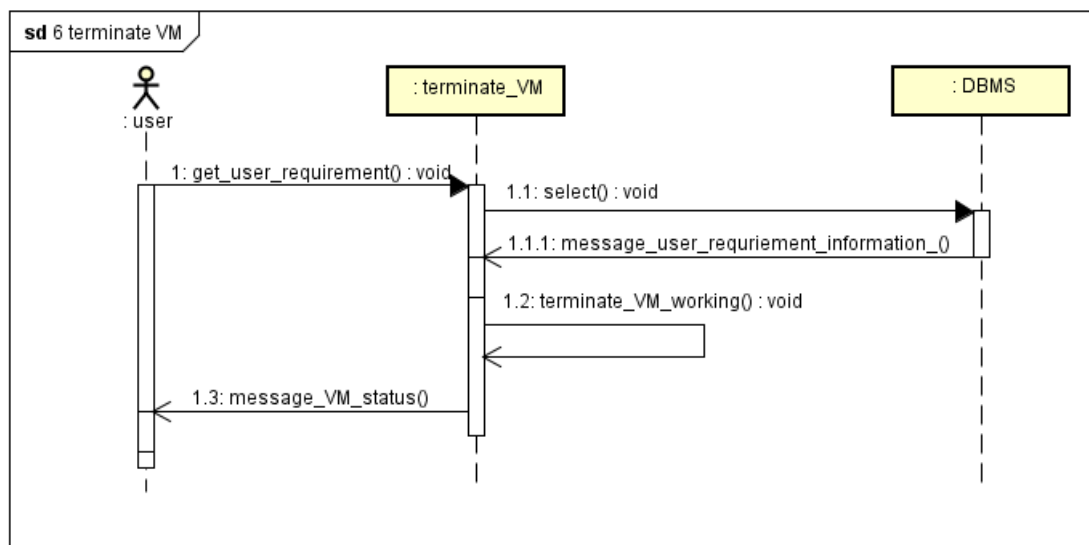 sd 6 terminate VM
: user
: terminate_VM
: DBMS
1: get_user_requirement() : void
1.1: select() : void
1.1.1: message_user_requriement_information_()
1.2: terminate_VM_working() : void
1.3: message_VM_status()